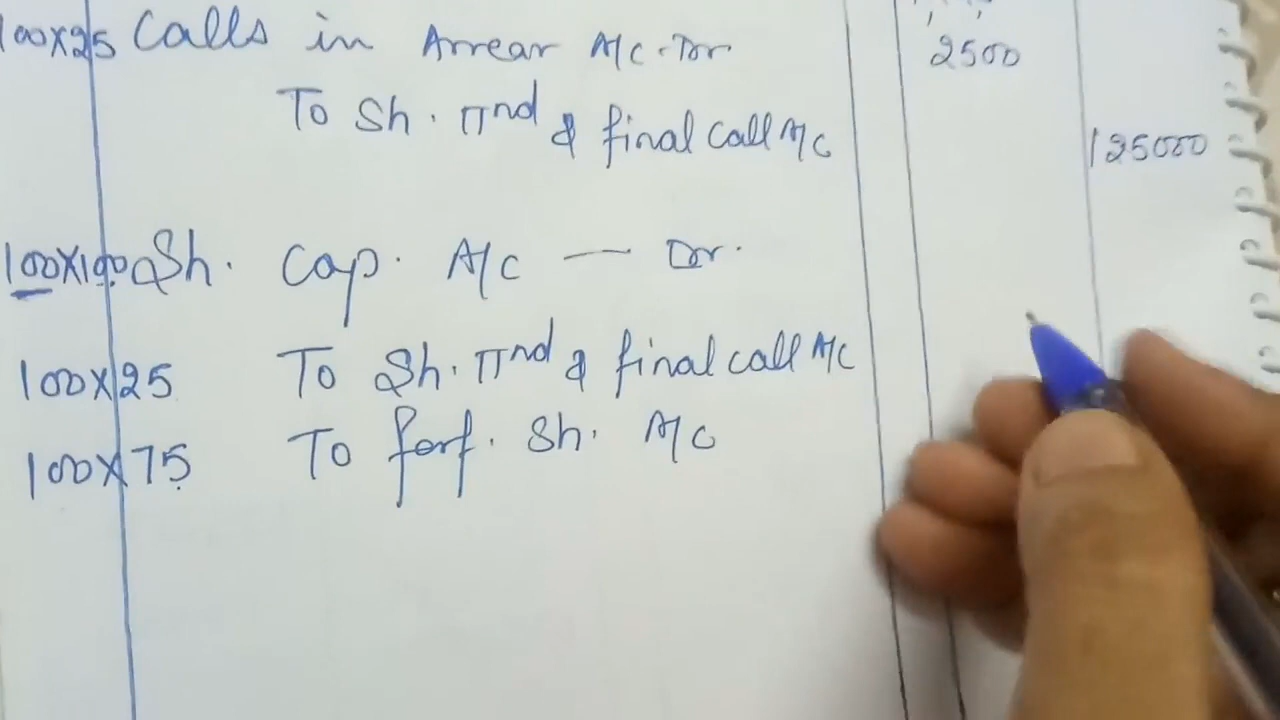 100x25 Calls in Arrear A/C. Dr. 2500
To Sh. IInd & final call A/C 125000
100x100 Sh. Cap. A/C — Dr.
100x25 To Sh. IInd & final call A/C
100x75 To forf. Sh. A/C